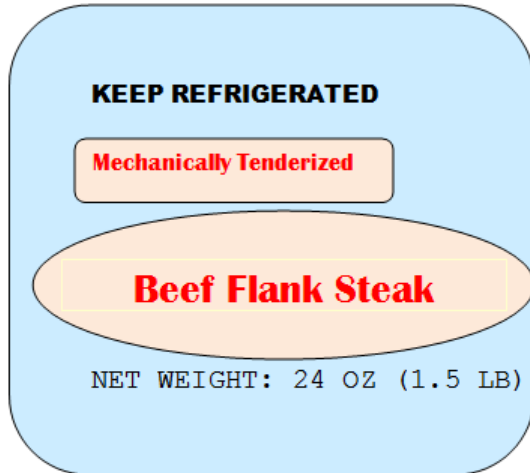 KEEP REFRIGERATED
Mechanically Tenderized
Beef Flank Steak
NET WEIGHT: 24 OZ (1.5 LB)